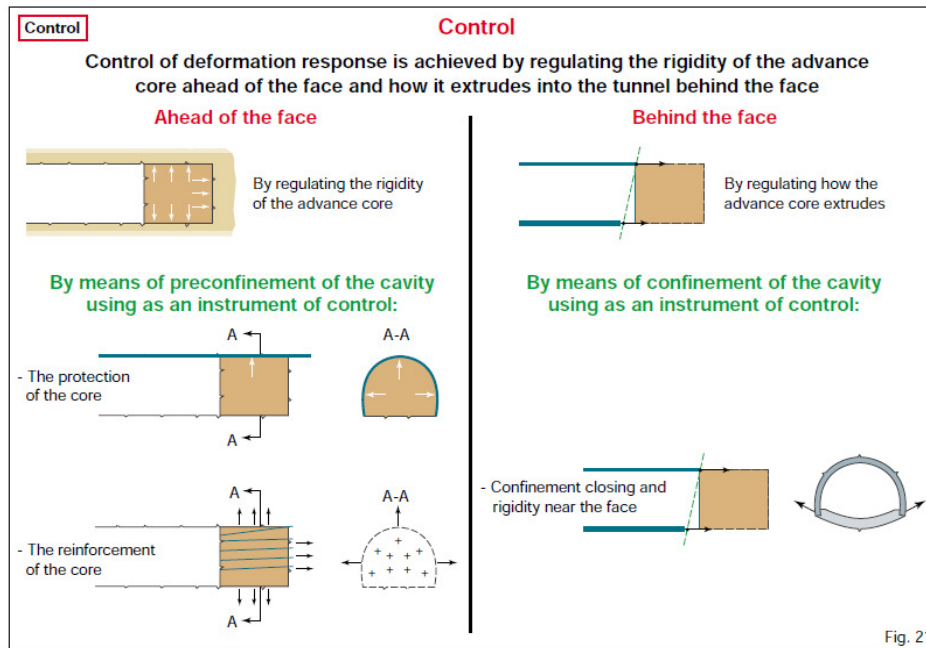 Control
Control
Control of deformation response is achieved by regulating the rigidity of the advance
core ahead of the face and how it extrudes into the tunnel behind the face
Ahead of the face
By regulating the rigidity
of the advance core
By means of preconfinement of the cavity
using as an instrument of control:
A
A-A
- The protection
of the core
A
A
A-A
- The reinforcement
of the core
A
Behind the face
By regulating how the
advance core extrudes
By means of confinement of the cavity
using as an instrument of control:
- Confinement closing and
rigidity near the face